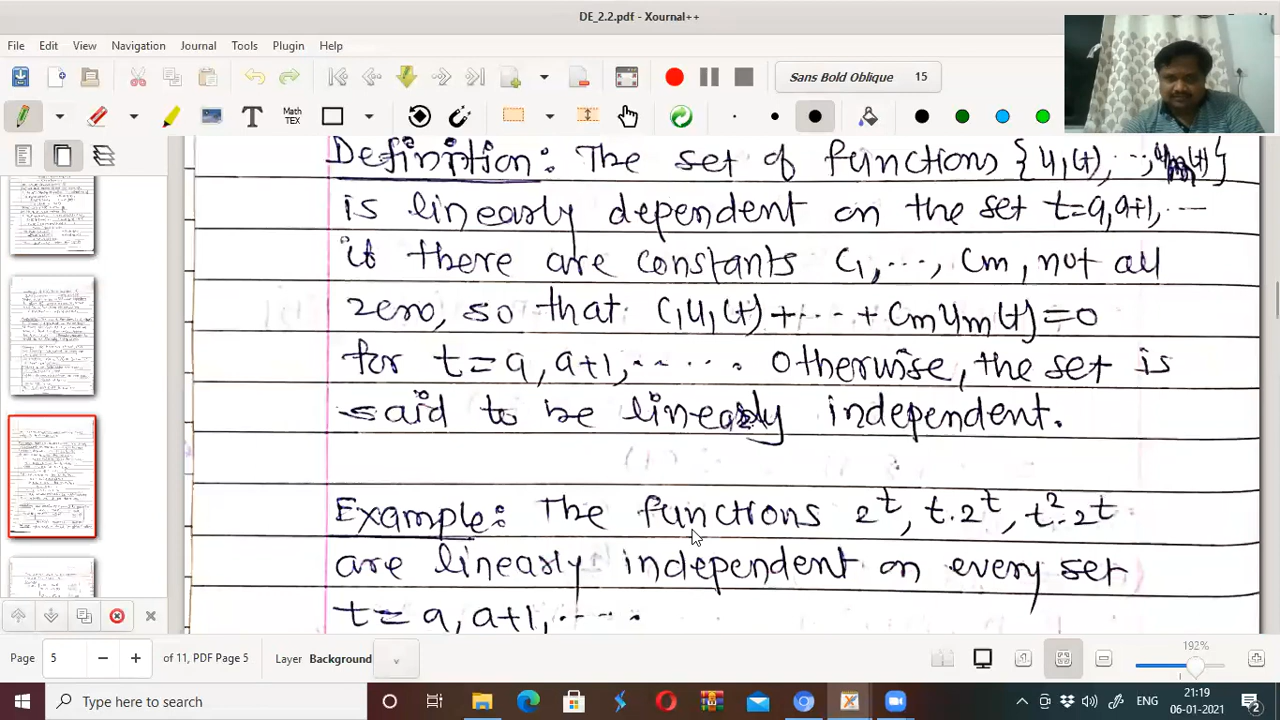 DE_2.2.pdf - Xournal++
File Edit View Navigation Journal Tools Plugin Help
Sans Bold Oblique 15
T Math TEX
Definition: The set of functions {u1(t), ..., um(t)}
is linearly dependent on the set t=a, a+1, ...
if there are constants C1, ..., Cm, not all
zero, so that C1u1(t)+...+Cmum(t)=0
for t=a, a+1, ...... Otherwise, the set is
said to be linearly independent.
Example: The functions 2^t, t.2^t, t^2.2^t
are linearly independent on every set
t=a, a+1, ......
Page 5 of 11, PDF Page 5 Layer Background 192%
Type here to search
ENG
21:19
06-01-2021
2